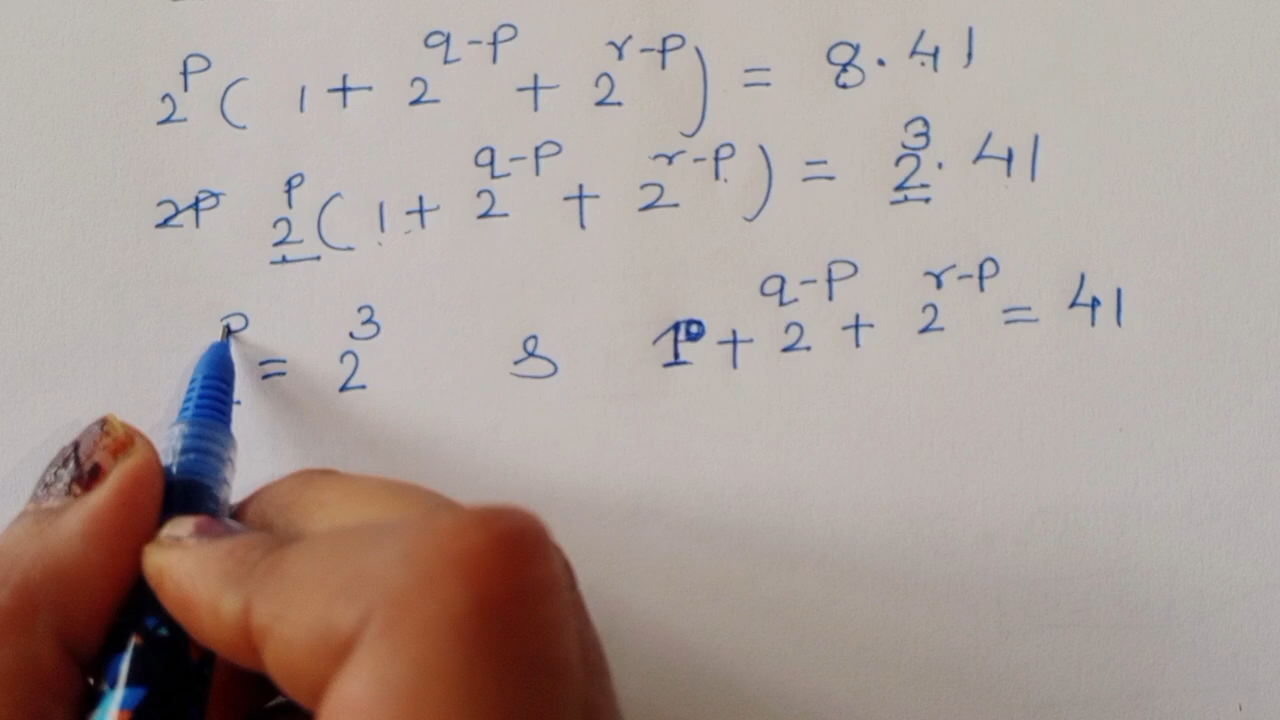 2^p ( 1 + 2^{q-p} + 2^{r-p} ) = 8.41
2^p ( 1 + 2^{q-p} + 2^{r-p} ) = 2^3 . 41
^p = 2^3 & 1 + 2^{q-p} + 2^{r-p} = 41